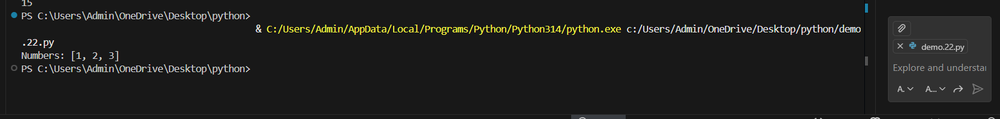 15
PS C:\Users\Admin\OneDrive\Desktop\python>
& C:/Users/Admin/AppData/Local/Programs/Python/Python314/python.exe c:/Users/Admin/OneDrive/Desktop/python/demo
.22.py
Numbers: [1, 2, 3]
PS C:\Users\Admin\OneDrive\Desktop\python>
demo.22.py
Explore and understa
A.
A...